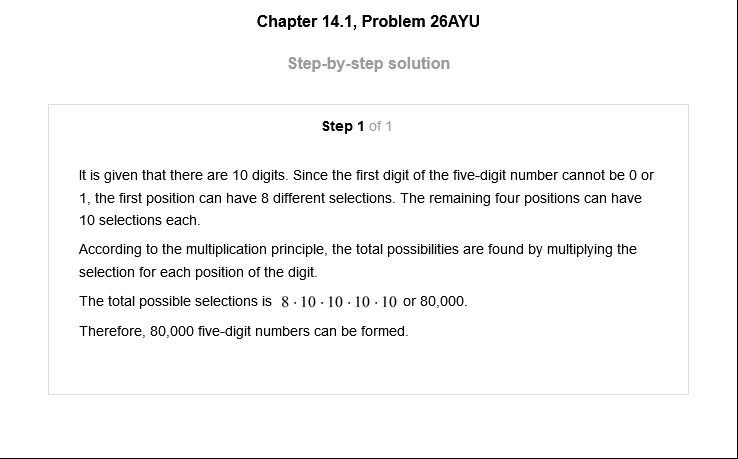 Chapter 14.1, Problem 26AYU
Step-by-step solution
Step 1 of 1
It is given that there are 10 digits. Since the first digit of the five-digit number cannot be 0 or
1, the first position can have 8 different selections. The remaining four positions can have
10 selections each.
According to the multiplication principle, the total possibilities are found by multiplying the
selection for each position of the digit.
The total possible selections is 8 · 10 · 10 · 10 · 10 or 80,000.
Therefore, 80,000 five-digit numbers can be formed.